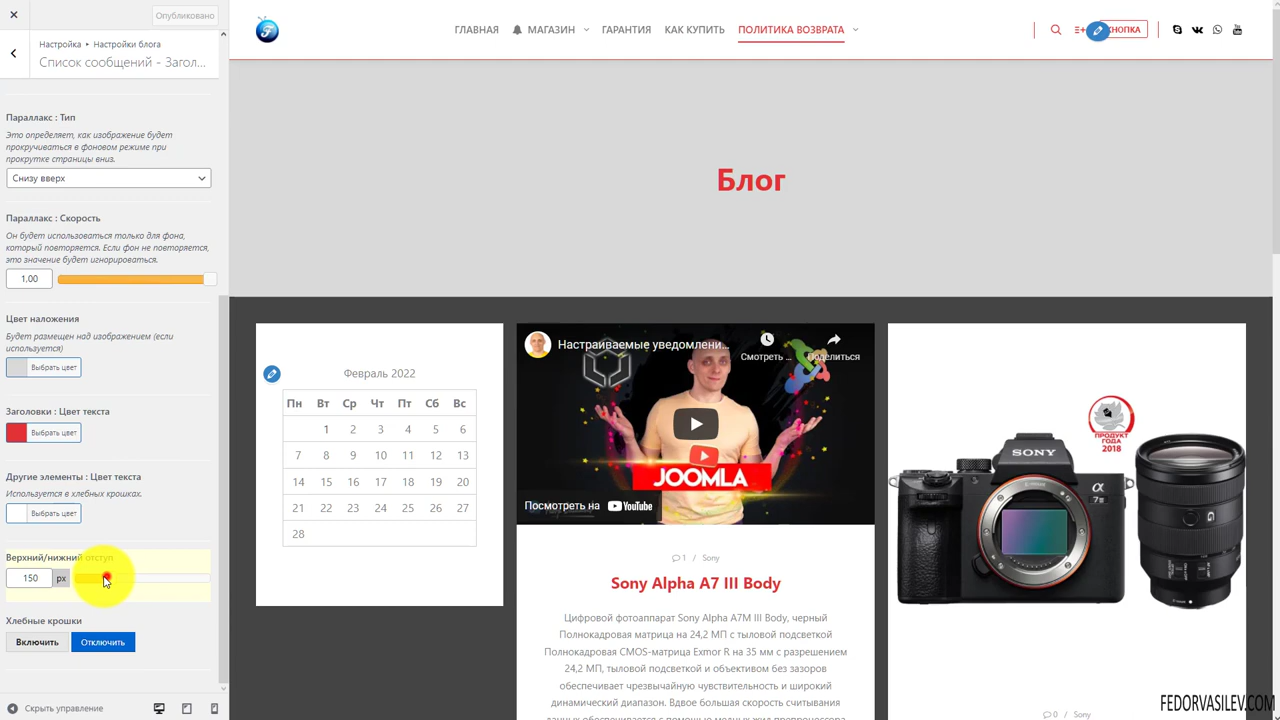 Опубликовано
Настройка ▸ Настройки блога
Список сообщений - Загол...
Параллакс : Тип
Это определяет, как изображение будет
прокручиваться в фоновом режиме при
прокрутке страницы вниз.
Снизу вверх
Параллакс : Скорость
Он будет использоваться только для фона,
который повторяется. Если фон не повторяется,
это значение будет игнорироваться.
1.00
Цвет наложения
Будет размещен над изображением (если
используется)
Выбрать цвет
Заголовки : Цвет текста
Выбрать цвет
Другие элементы : Цвет текста
Используется в хлебных крошках.
Выбрать цвет
Верхний/нижний отступ
150 px
Хлебные крошки
Включить Отключить
Скрыть управление
ГЛАВНАЯ МАГАЗИН ГАРАНТИЯ КАК КУПИТЬ ПОЛИТИКА ВОЗВРАТА
КНОПКА
Блог
Февраль 2022
Пн Вт Ср Чт Пт Сб Вс
1 2 3 4 5 6
7 8 9 10 11 12 13
14 15 16 17 18 19 20
21 22 23 24 25 26 27
28
Настраиваемые уведомлени...
Смотреть ...
Поделиться
JOOMLA
Посмотреть на YouTube
1 / Sony
Sony Alpha A7 III Body
Цифровой фотоаппарат Sony Alpha A7M III Body, черный
Полнокадровая матрица на 24,2 МП с тыловой подсветкой
Полнокадровая CMOS-матрица Exmor R на 35 мм с разрешением
24,2 МП, тыловой подсветкой и объективом без зазоров
обеспечивает чрезвычайную чувствительность и широкий
динамический диапазон. Вдвое большая скорость считывания
ПРОДУКТ
ГОДА
2018
SONY
α
7 III
G
0 / Sony
FEDORVASILEV.COM